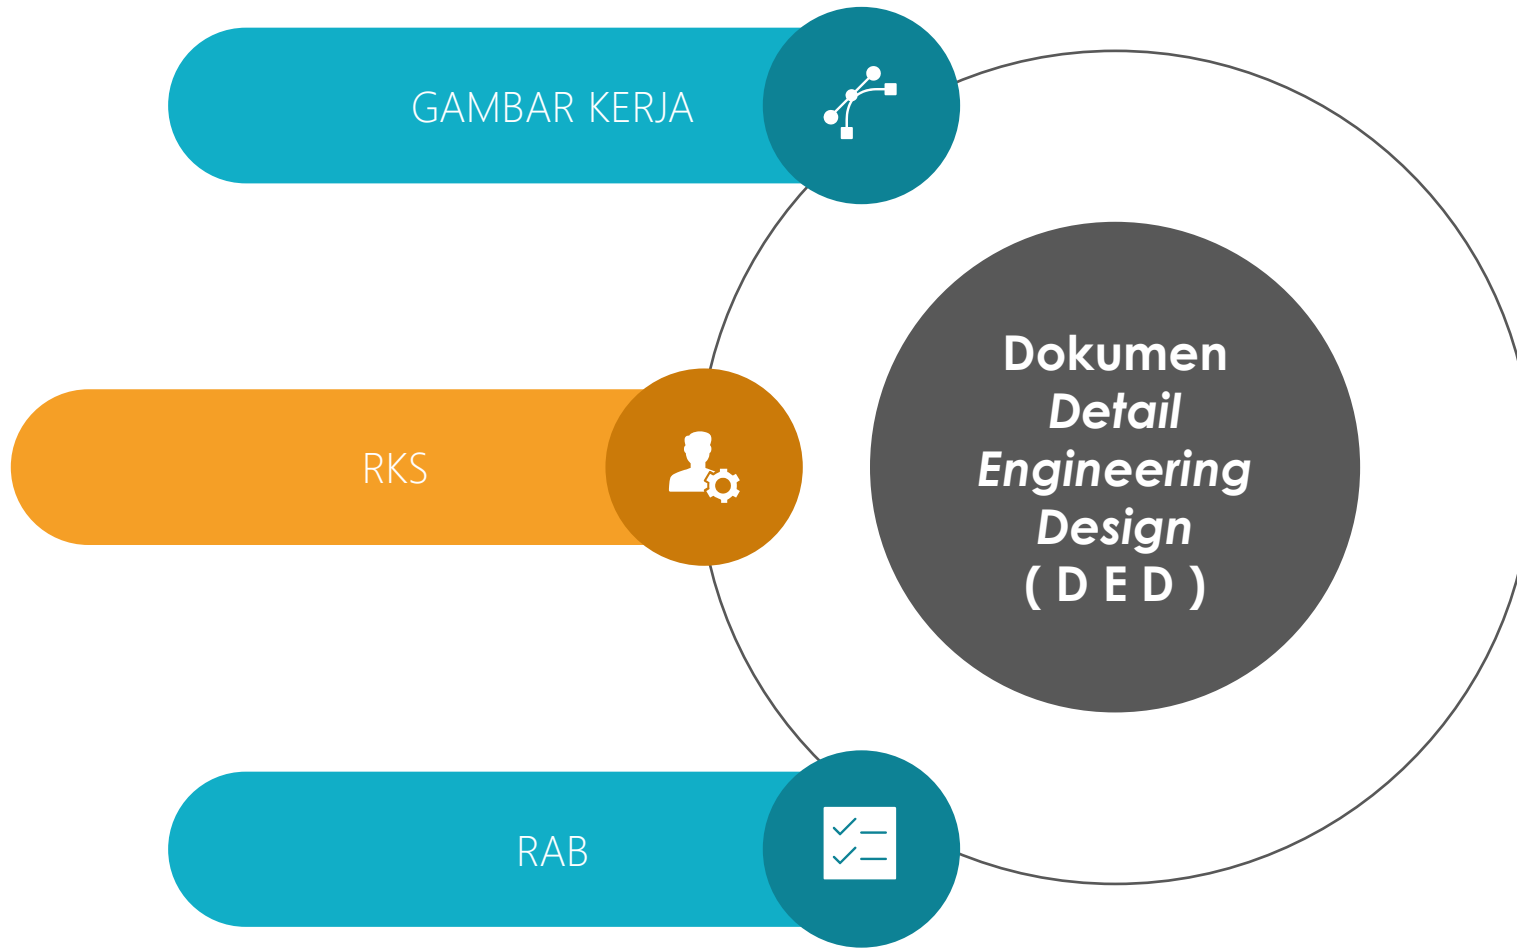 GAMBAR KERJA
RKS
RAB
Dokumen
Detail
Engineering
Design
( D E D )